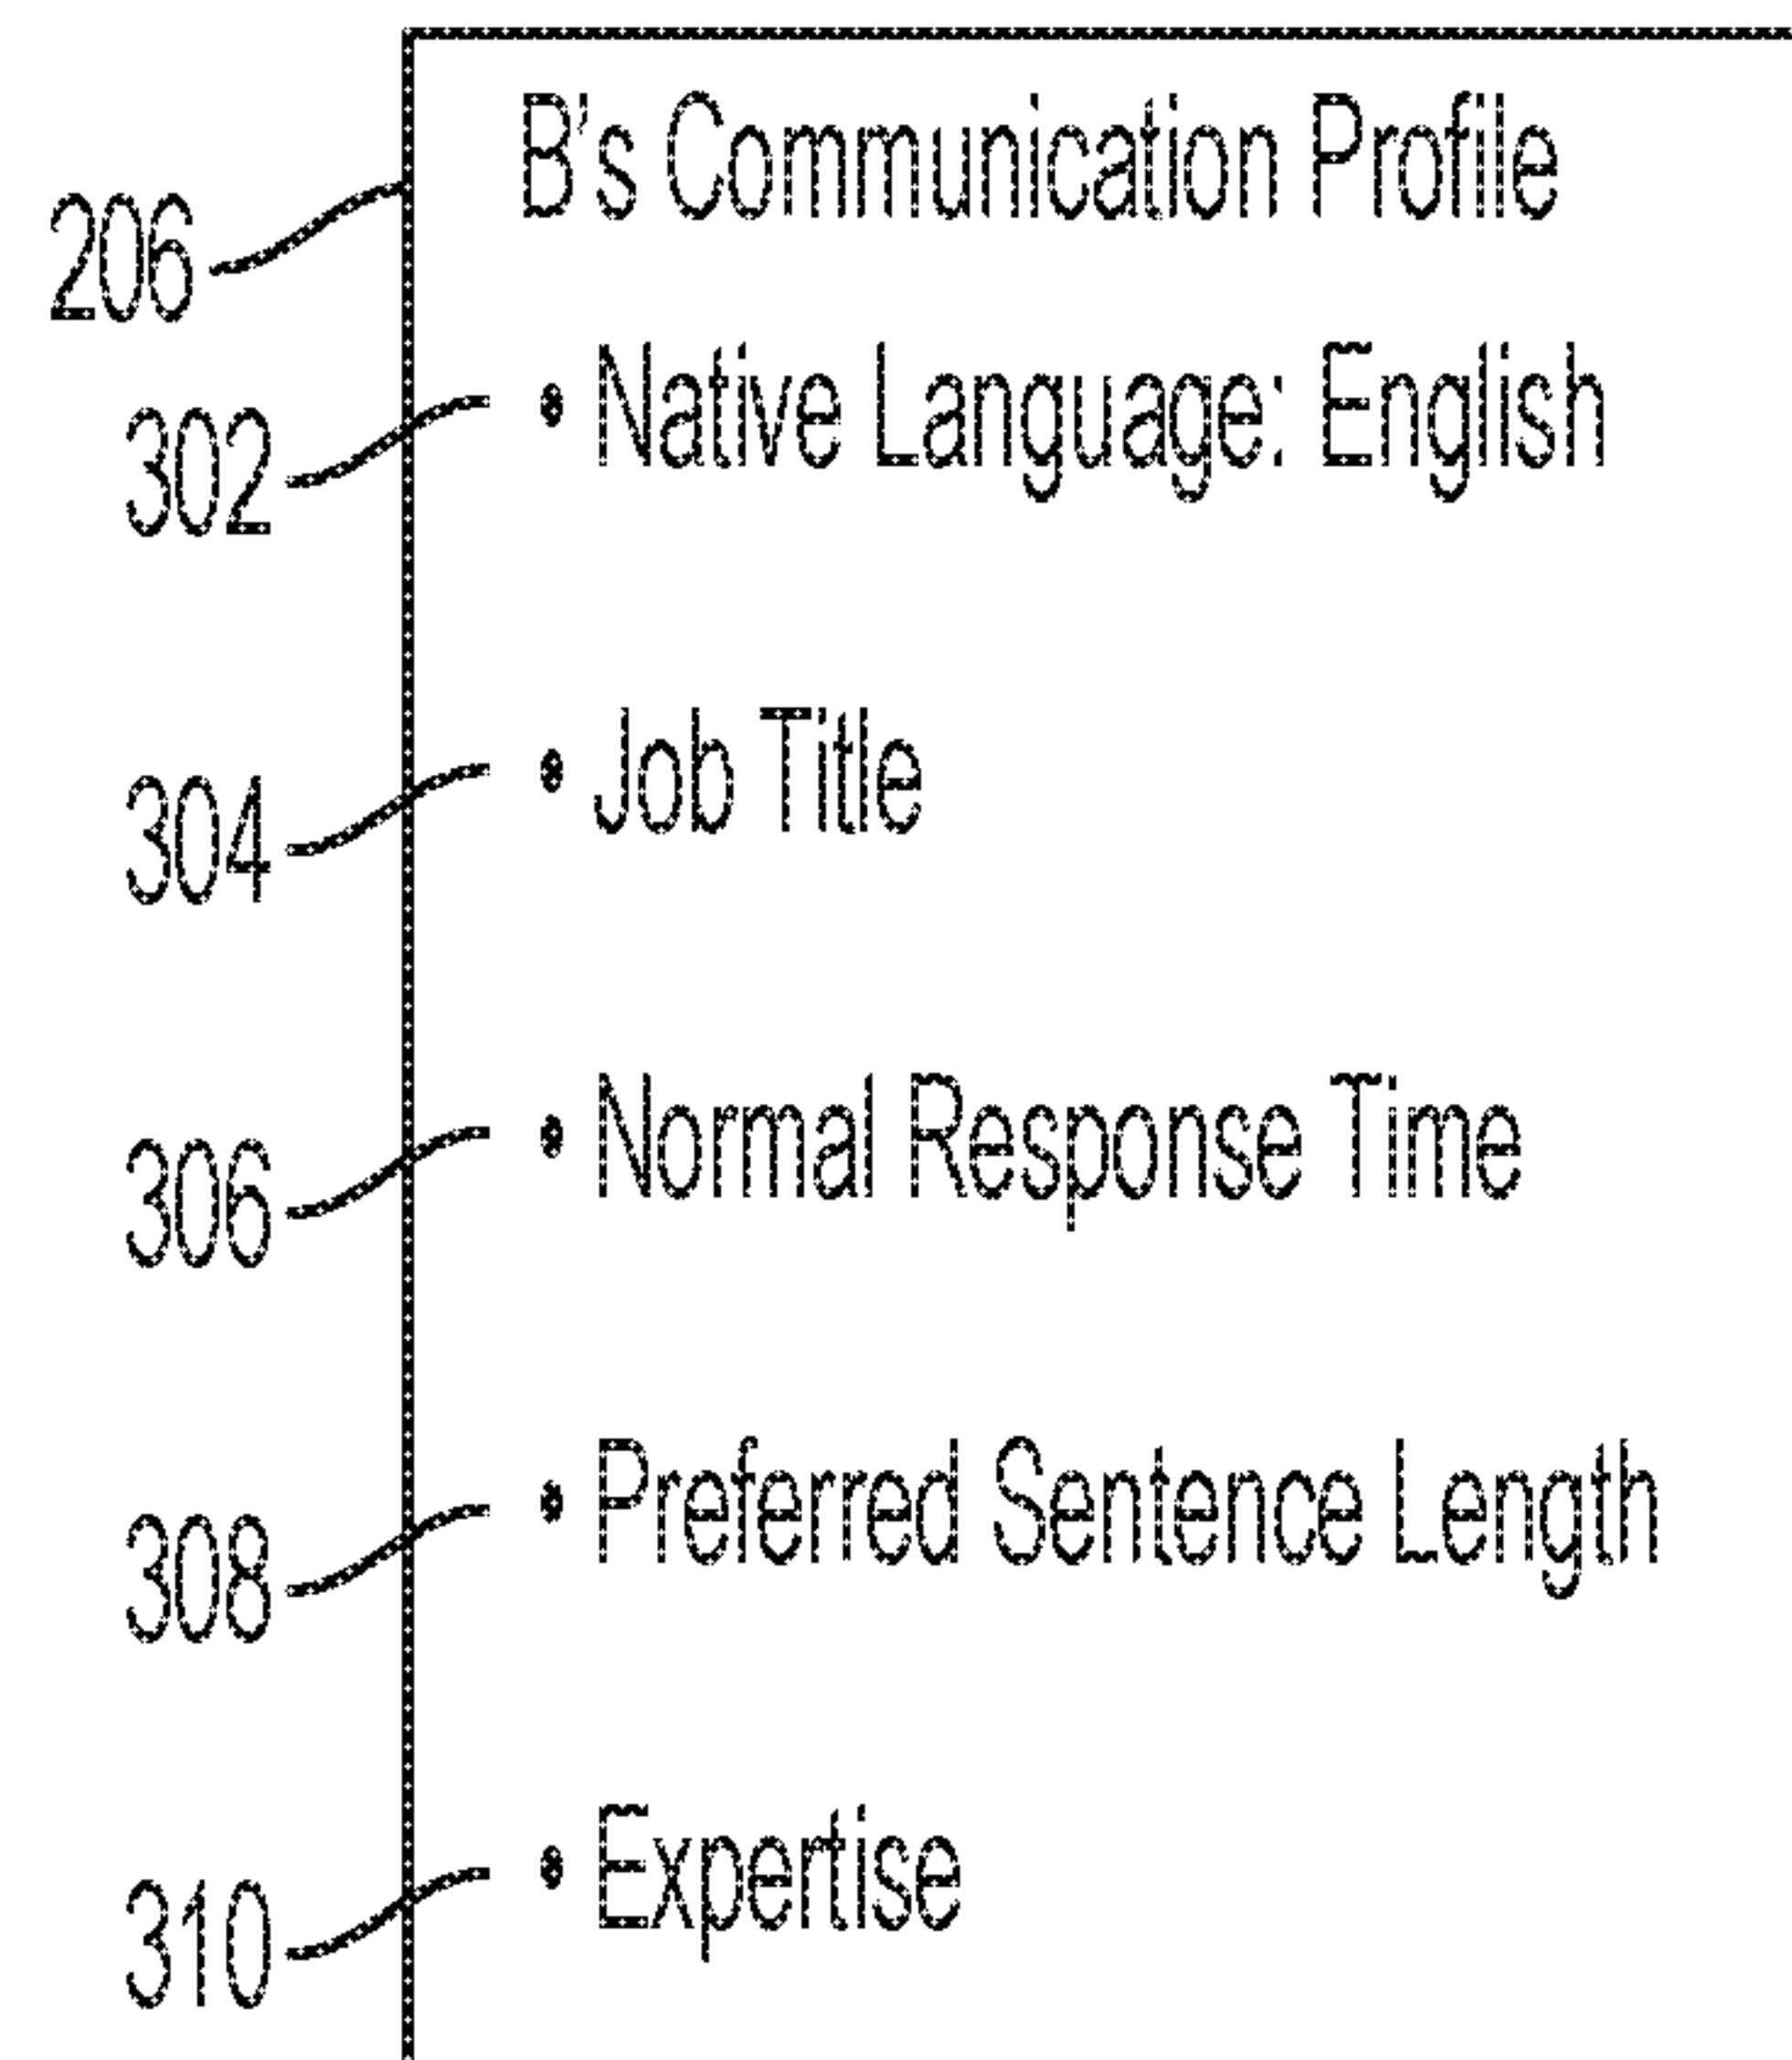 B's Communication Profile
206
302 • Native Language: English
304 • Job Title
306 • Normal Response Time
308 • Preferred Sentence Length
310 • Expertise